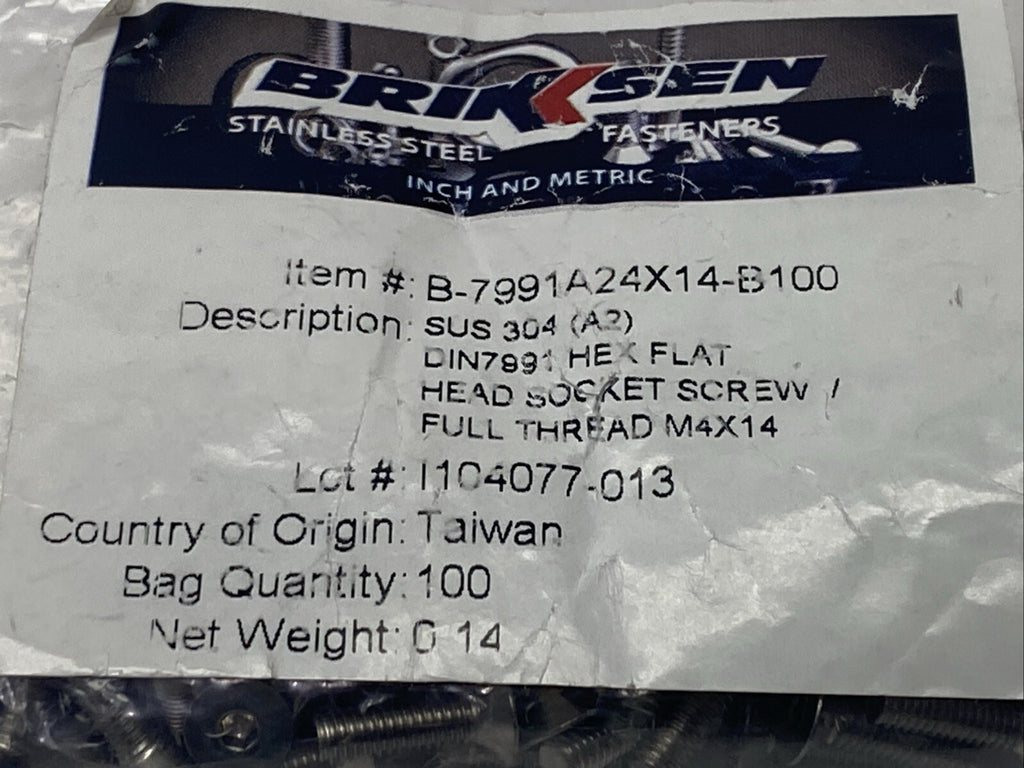 BRIKKSEN
STAINLESS STEEL FASTENERS
INCH AND METRIC
Item #: B-7991A24X14-B100
Description: SUS 304 (A2)
DIN7991 HEX FLAT
HEAD SOCKET SCREW /
FULL THREAD M4X14
Lot #: I104077-013
Country of Origin: Taiwan
Bag Quantity: 100
Net Weight: 0.14